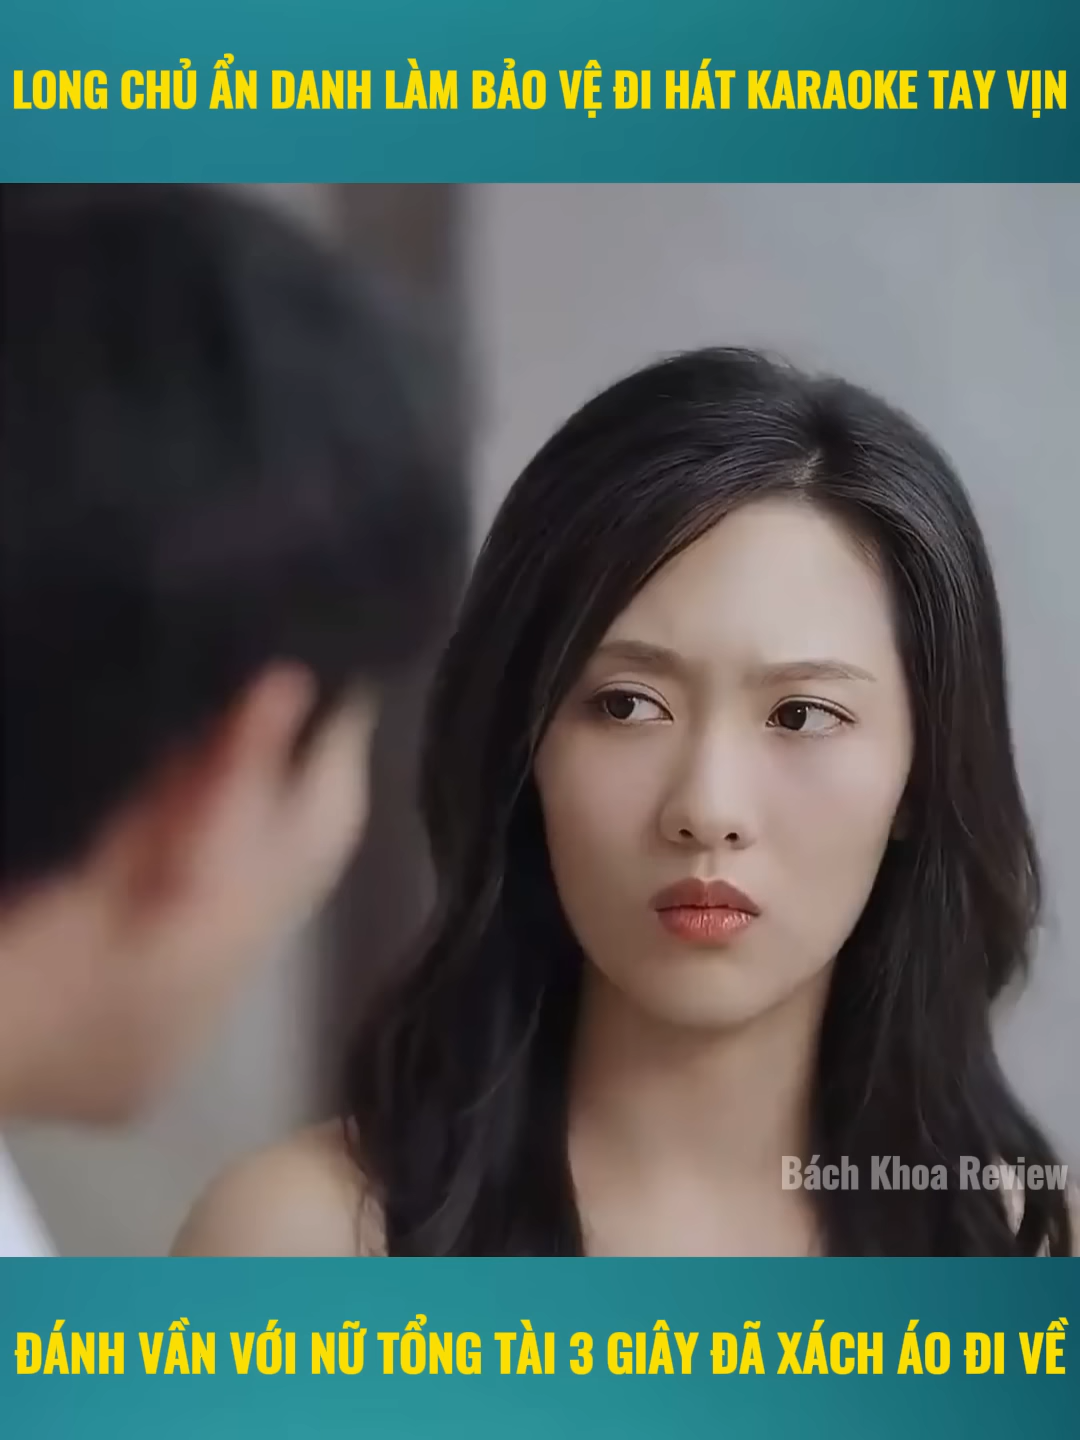 LONG CHỦ ẨN DANH LÀM BẢO VỆ ĐI HÁT KARAOKE TAY VỊN
Bách Khoa Review
ĐÁNH VẦN VỚI NỮ TỔNG TÀI 3 GIÂY ĐÃ XÁCH ÁO ĐI VỀ